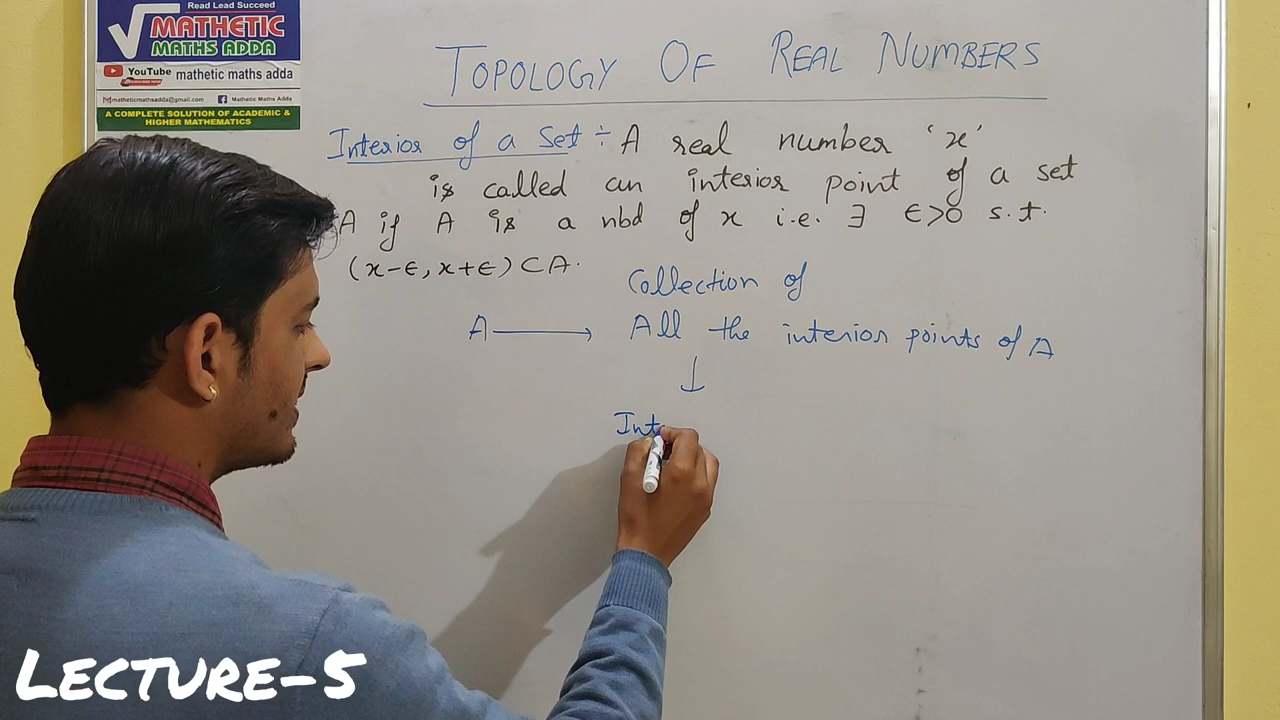 Read Lead Succeed
MATHETIC
MATHS ADDA
YouTube mathetic maths adda
matheticmathsadda@gmail.com Mathetic Maths Adda
A COMPLETE SOLUTION OF ACADEMIC &
HIGHER MATHEMATICS
TOPOLOGY OF REAL NUMBERS
Interior of a Set ÷ A real number 'x'
is called an interior point of a set
A if A is a nbd of x i.e. ∃ ϵ>0 s.t.
(x-ϵ, x+ϵ) ⊂ A.
Collection of
A → All the interior points of A
↓
Int
LECTURE-5